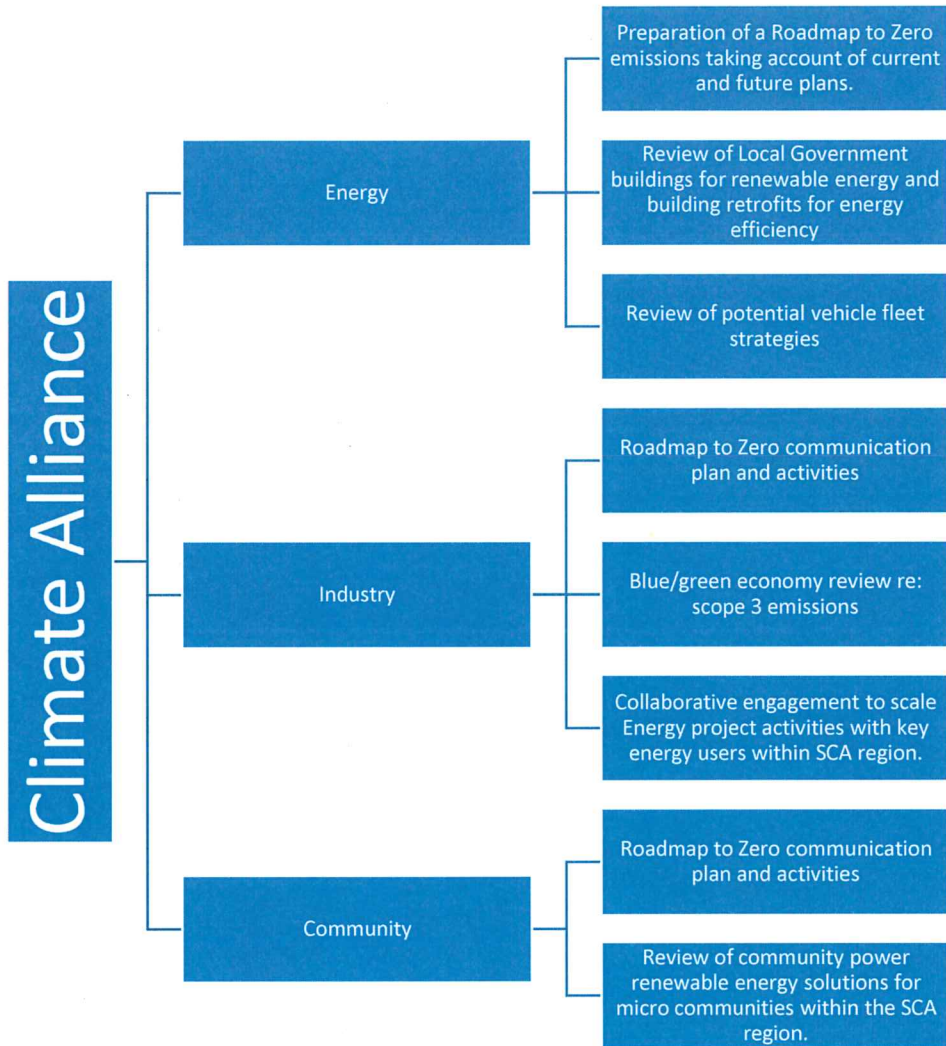 Climate Alliance
Energy
Preparation of a Roadmap to Zero
emissions taking account of current
and future plans.
Review of Local Government
buildings for renewable energy and
building retrofits for energy
efficiency
Review of potential vehicle fleet
strategies
Industry
Roadmap to Zero communication
plan and activities
Blue/green economy review re:
scope 3 emissions
Collaborative engagement to scale
Energy project activities with key
energy users within SCA region.
Community
Roadmap to Zero communication
plan and activities
Review of community power
renewable energy solutions for
micro communities within the SCA
region.